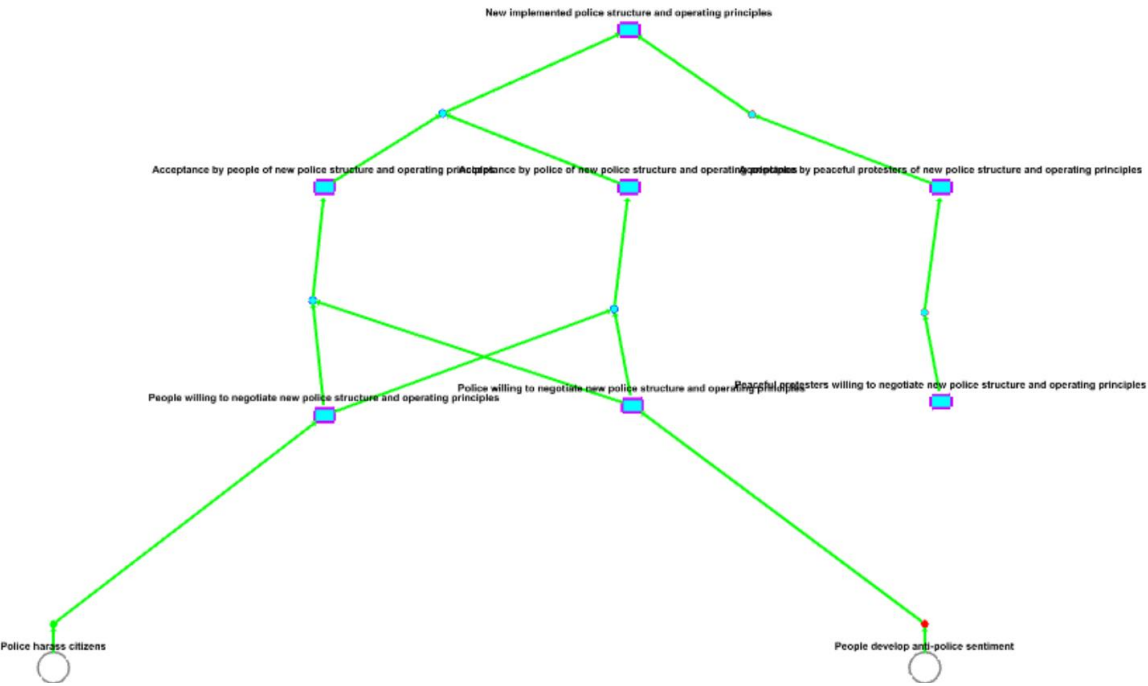 New implemented police structure and operating principles
Acceptance by people of new police structure and operating principles
Acceptance by police of new police structure and operating principles
Acceptance by peaceful protesters of new police structure and operating principles
Peaceful protesters willing to negotiate new police structure and operating principles
Police willing to negotiate new police structure and operating principles
People willing to negotiate new police structure and operating principles
Police harass citizens
People develop anti-police sentiment